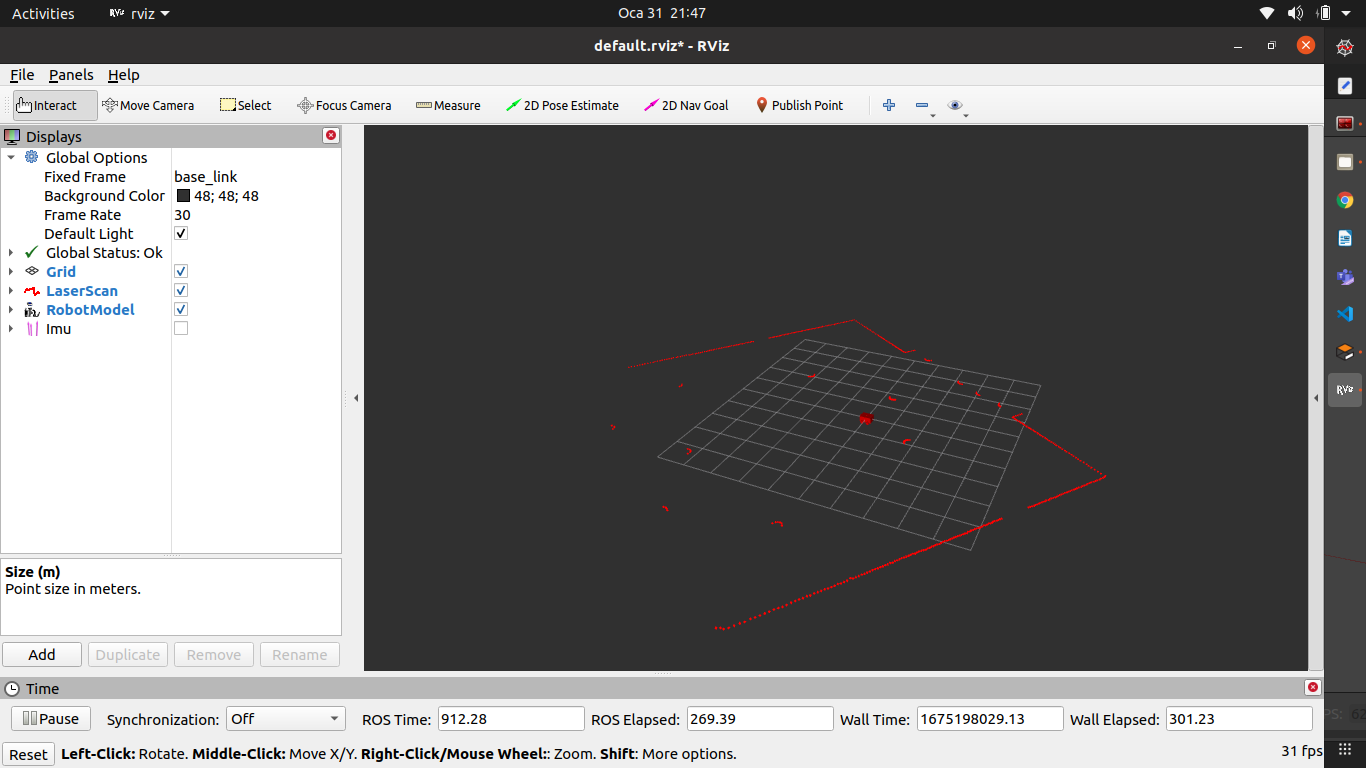 Activities RViz rviz Oca 31 21:47
default.rviz* - RViz
File Panels Help
Interact Move Camera Select Focus Camera Measure 2D Pose Estimate 2D Nav Goal Publish Point
Displays
Global Options
Fixed Frame base_link
Background Color 48; 48; 48
Frame Rate 30
Default Light
Global Status: Ok
Grid
LaserScan
RobotModel
Imu
RViz
Size (m)
Point size in meters.
Add Duplicate Remove Rename
Time
Pause Synchronization: Off ROS Time: 912.28 ROS Elapsed: 269.39 Wall Time: 1675198029.13 Wall Elapsed: 301.23
Reset Left-Click: Rotate. Middle-Click: Move X/Y. Right-Click/Mouse Wheel:: Zoom. Shift: More options. 31 fps